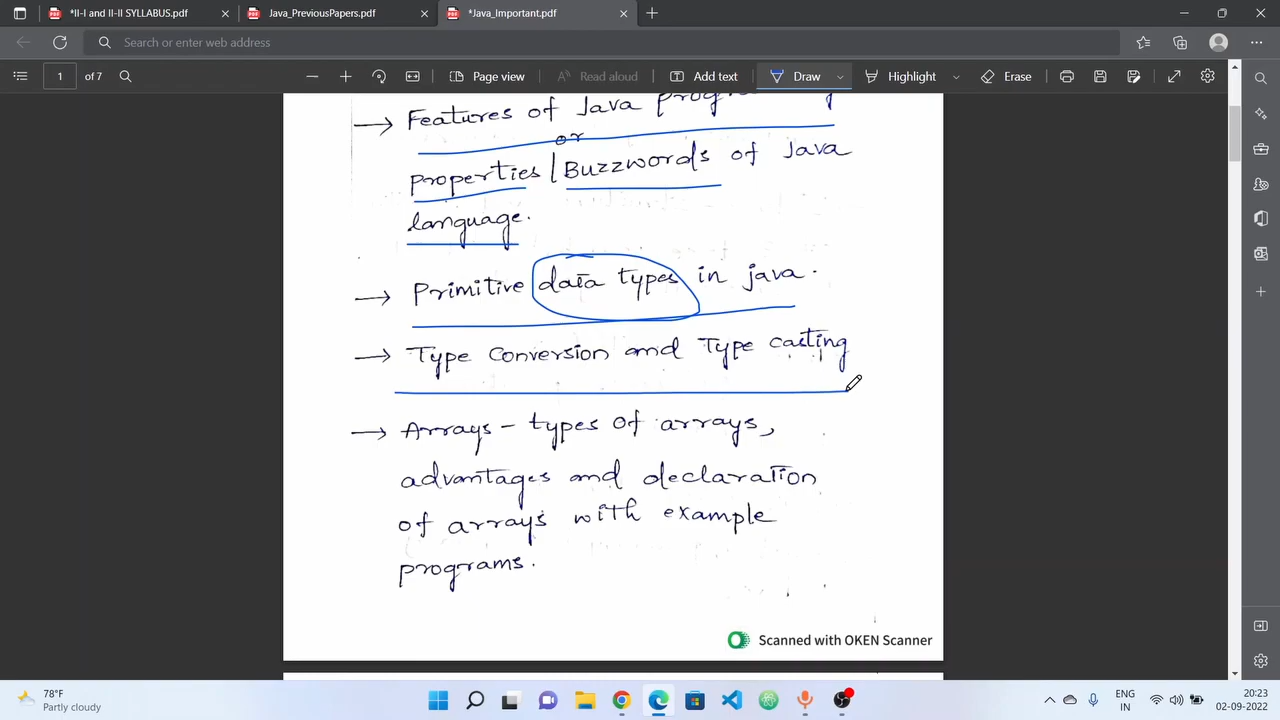 *II-I and II-II SYLLABUS.pdf
Java_PreviousPapers.pdf
*Java_Important.pdf
Search or enter web address
1 of 7
Page view
Read aloud
Add text
Draw
Highlight
Erase
→ Features of Java
or
properties | Buzzwords of Java
language.
→ Primitive data types in java.
→ Type Conversion and Type casting
→ Arrays - types of arrays,
advantages and declaration
of arrays with example
programs.
Scanned with OKEN Scanner
78°F
Partly cloudy
ENG
IN
20:23
02-09-2022